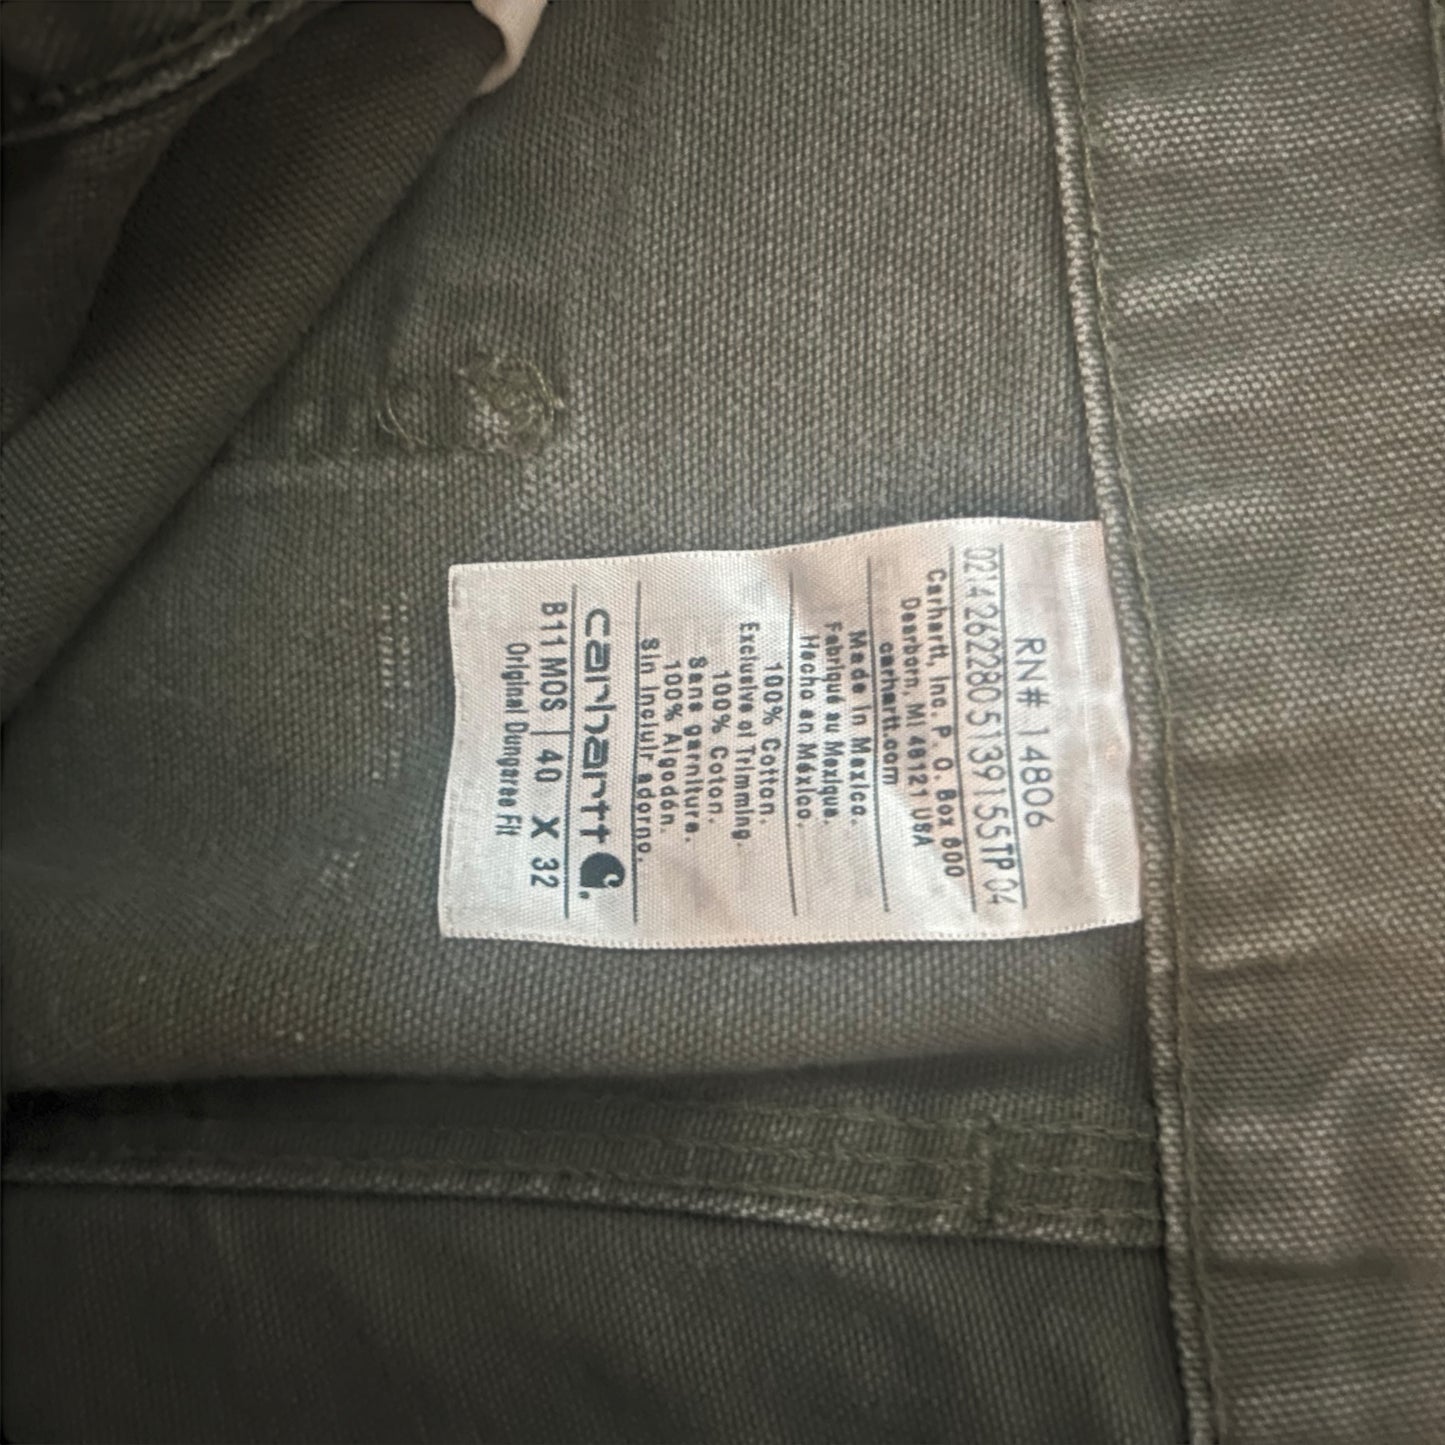 RN# 14806
0214262280513915STP 04
Carhartt, Inc. P. O. Box 600
Dearborn, MI 48121 USA
carhartt.com
Made in Mexico.
Fabriqué au Mexique.
Hecho en México.
100% Cotton.
Exclusive of Trimming.
100% Coton.
Sans garniture.
100% Algodón.
Sin Incluir adorno.
carhartt
B11 MOS | 40 X 32
Original Dungaree Fit